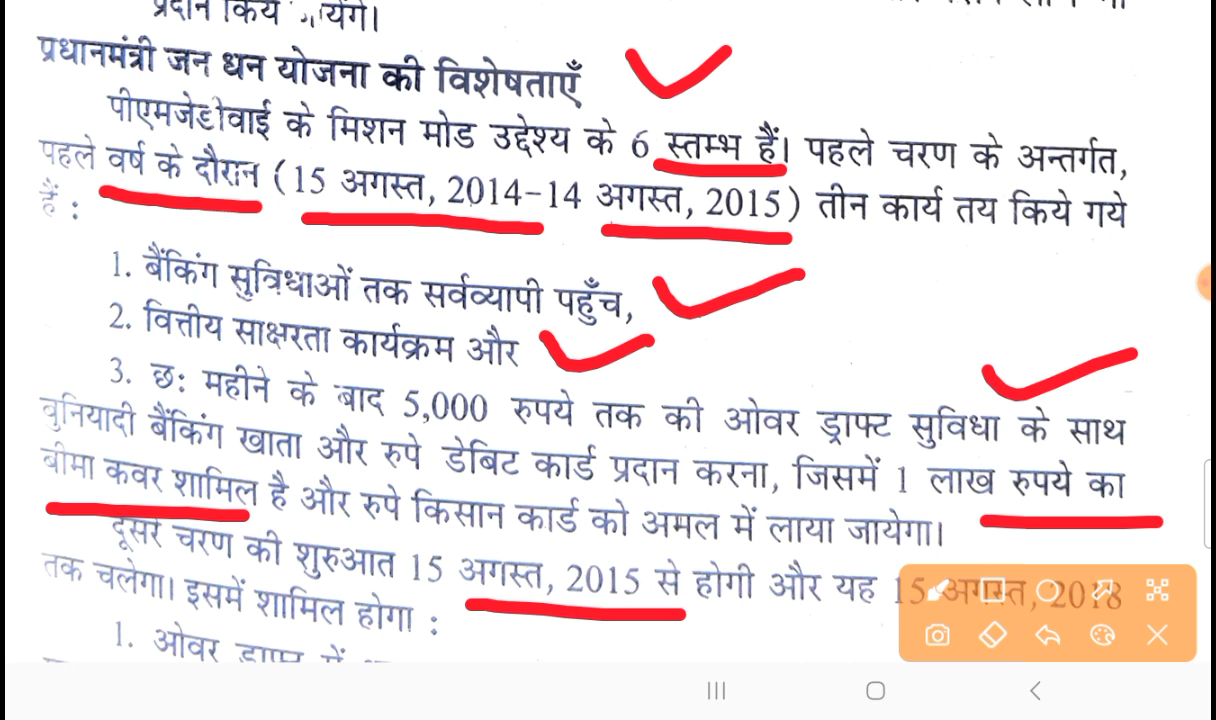 प्रदान किये जायेंगे।
प्रधानमंत्री जन धन योजना की विशेषताएँ
पीएमजेडीवाई के मिशन मोड उद्देश्य के 6 स्तम्भ हैं। पहले चरण के अन्तर्गत,
पहले वर्ष के दौरान (15 अगस्त, 2014-14 अगस्त, 2015) तीन कार्य तय किये गये
हैं :
1. बैंकिंग सुविधाओं तक सर्वव्यापी पहुँच,
2. वित्तीय साक्षरता कार्यक्रम और
3. छः महीने के बाद 5,000 रुपये तक की ओवर ड्राफ्ट सुविधा के साथ
बुनियादी बैंकिंग खाता और रुपे डेबिट कार्ड प्रदान करना, जिसमें 1 लाख रुपये का
बीमा कवर शामिल है और रुपे किसान कार्ड को अमल में लाया जायेगा।
दूसरे चरण की शुरुआत 15 अगस्त, 2015 से होगी और यह 15 अगस्त, 2018
तक चलेगा। इसमें शामिल होगा :
1. ओवर ड्राफ्ट में